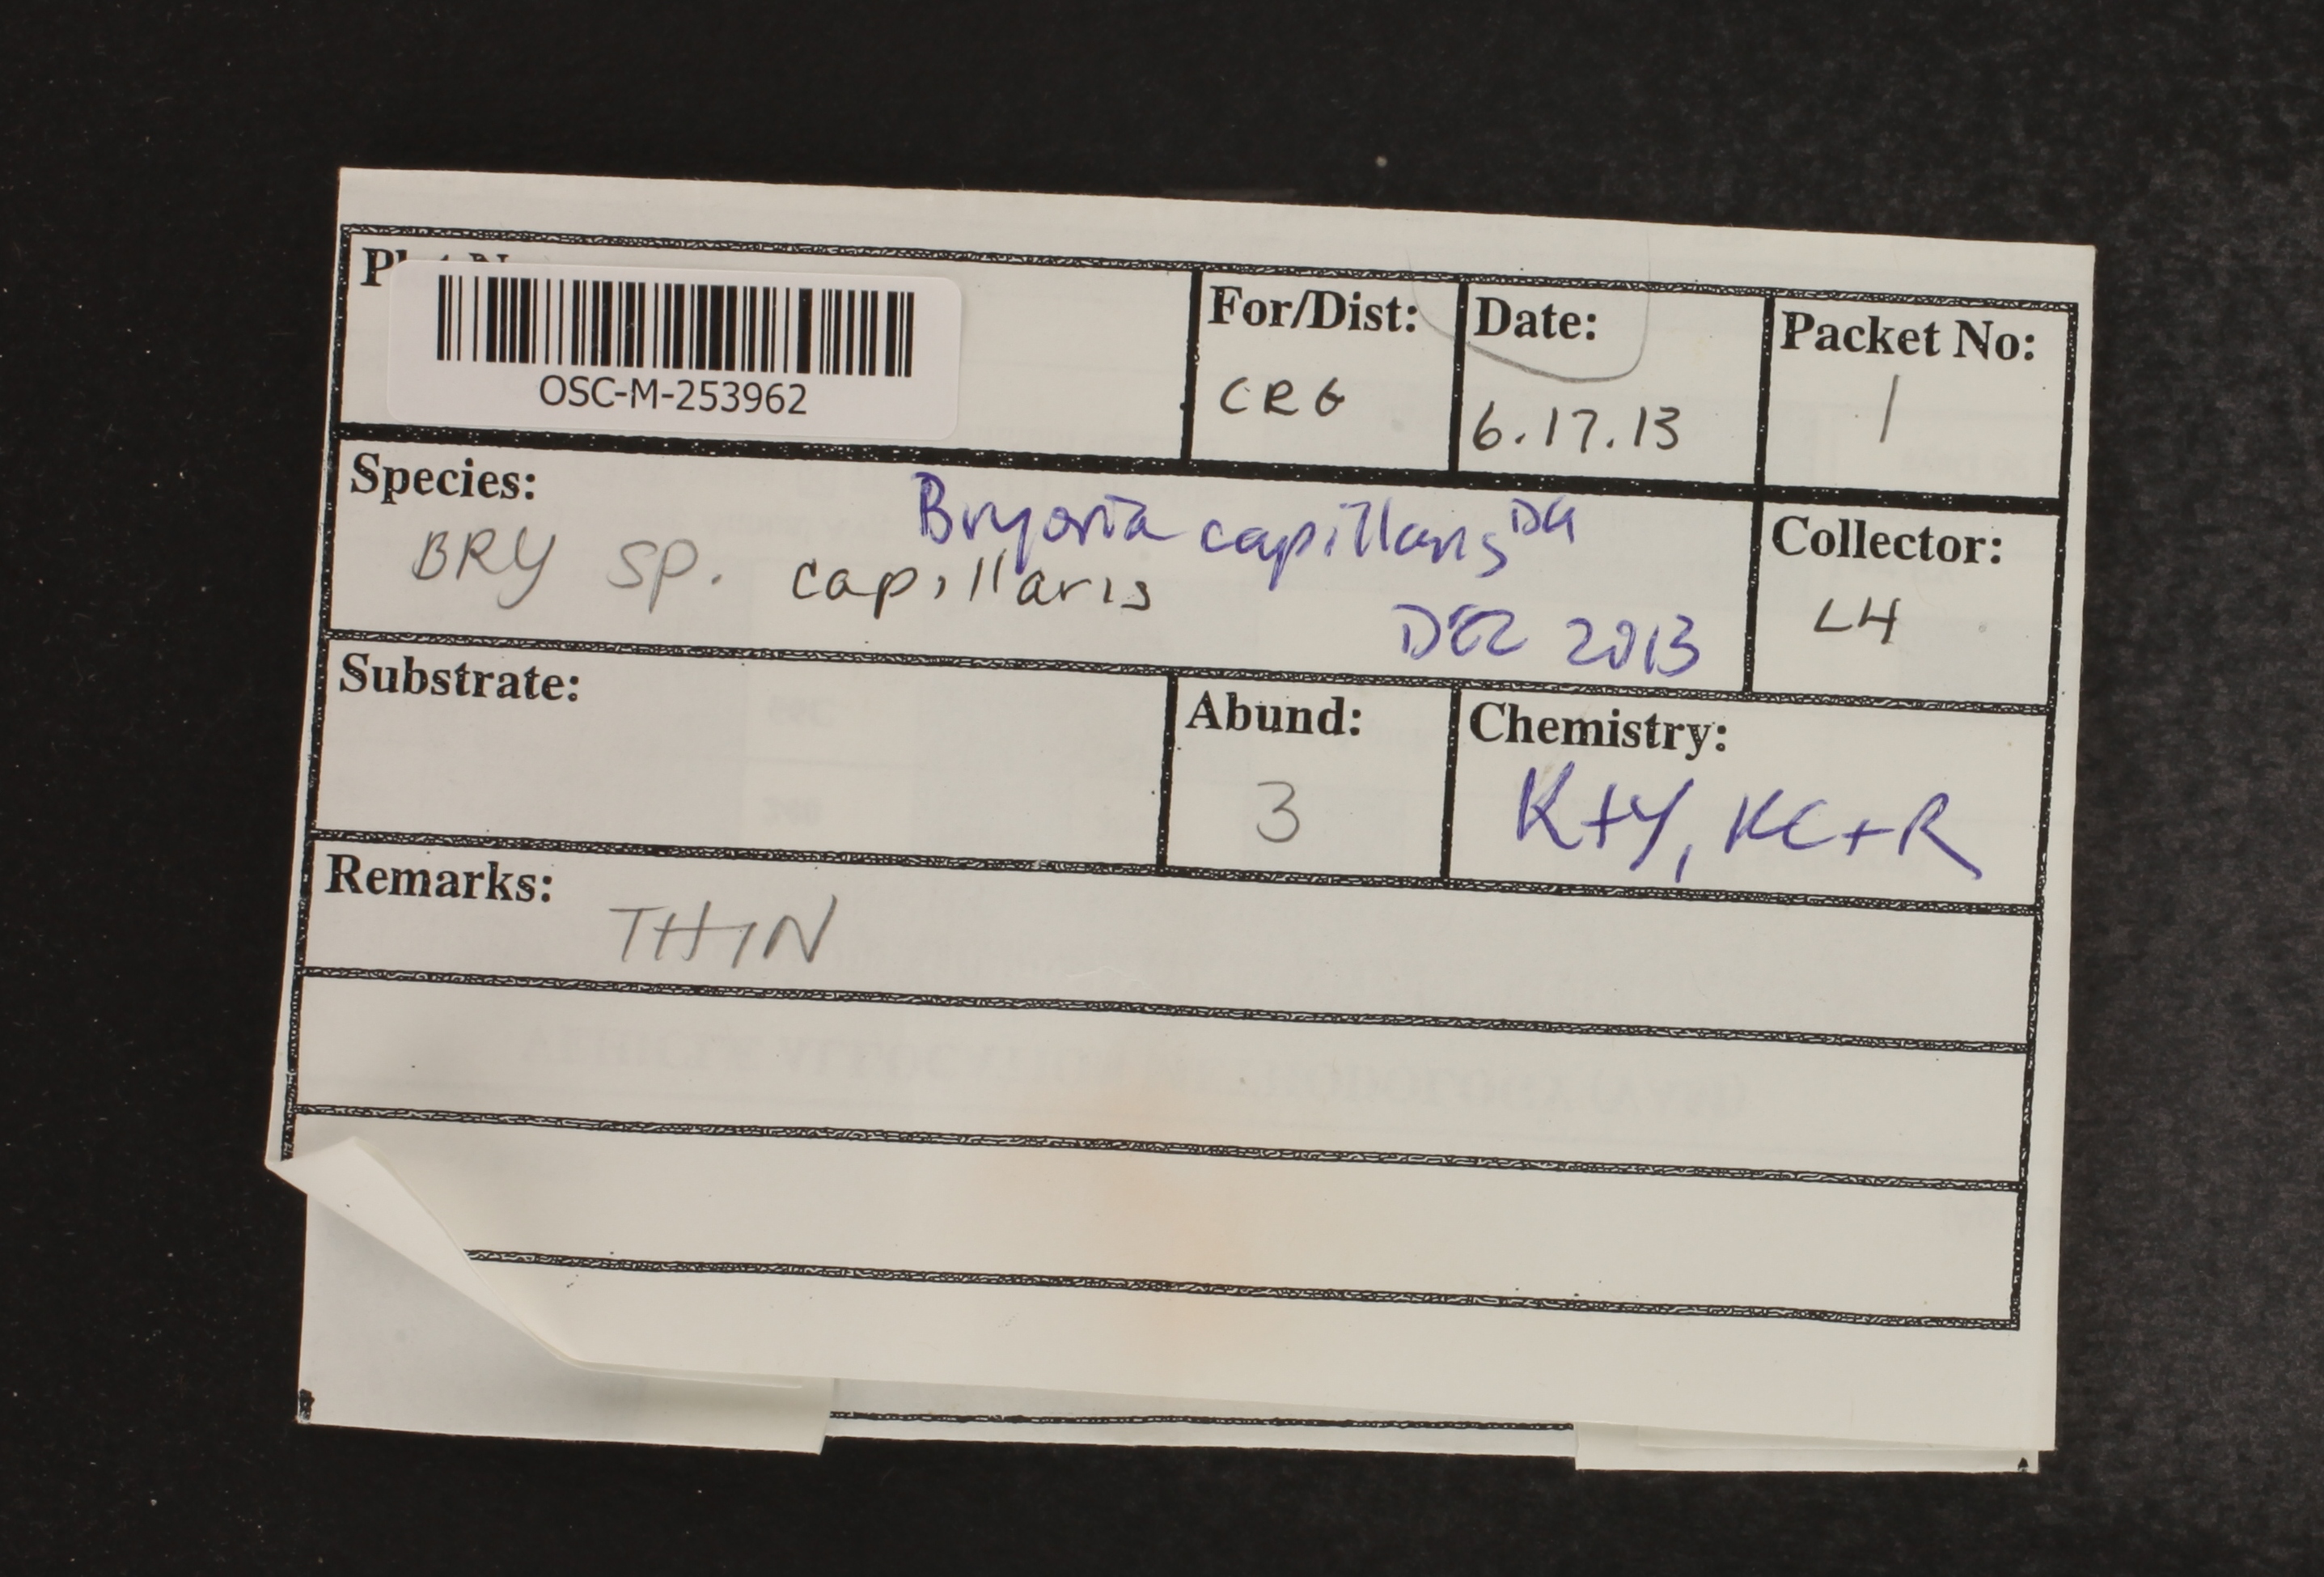 OSC-M-253962
For/Dist:
CRG
Date:
6.17.13
Packet No:
1
Species:
BRY sp. capillaris
Bryoria capillaris DG
DEC 2013
Collector:
LH
Substrate:
Abund:
3
Chemistry:
K+Y, KC+R
Remarks:
THIN